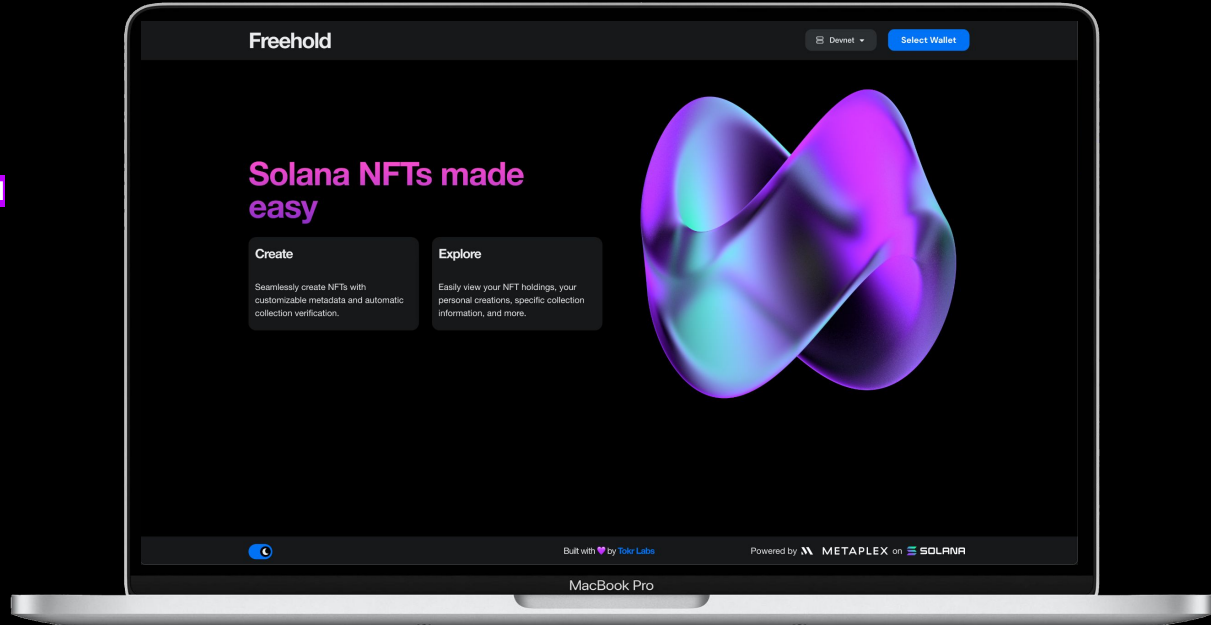 Freehold
Devnet
Select Wallet
Solana NFTs made
easy
Create
Seamlessly create NFTs with
customizable metadata and automatic
collection verification.
Explore
Easily view your NFT holdings, your
personal creations, specific collection
information, and more.
Built with 💜 by Tokr Labs
Powered by METAPLEX on SOLANA
MacBook Pro